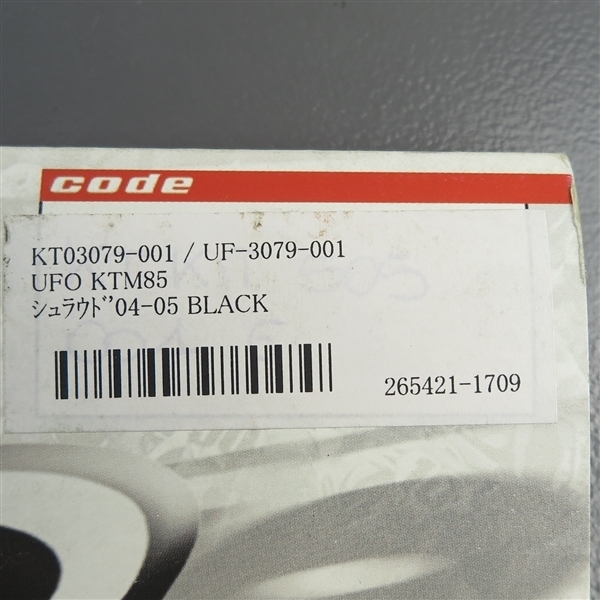 code
KT03079-001 / UF-3079-001
UFO KTM85
ｼｭﾗｳﾄﾞ'04-05 BLACK
265421-1709